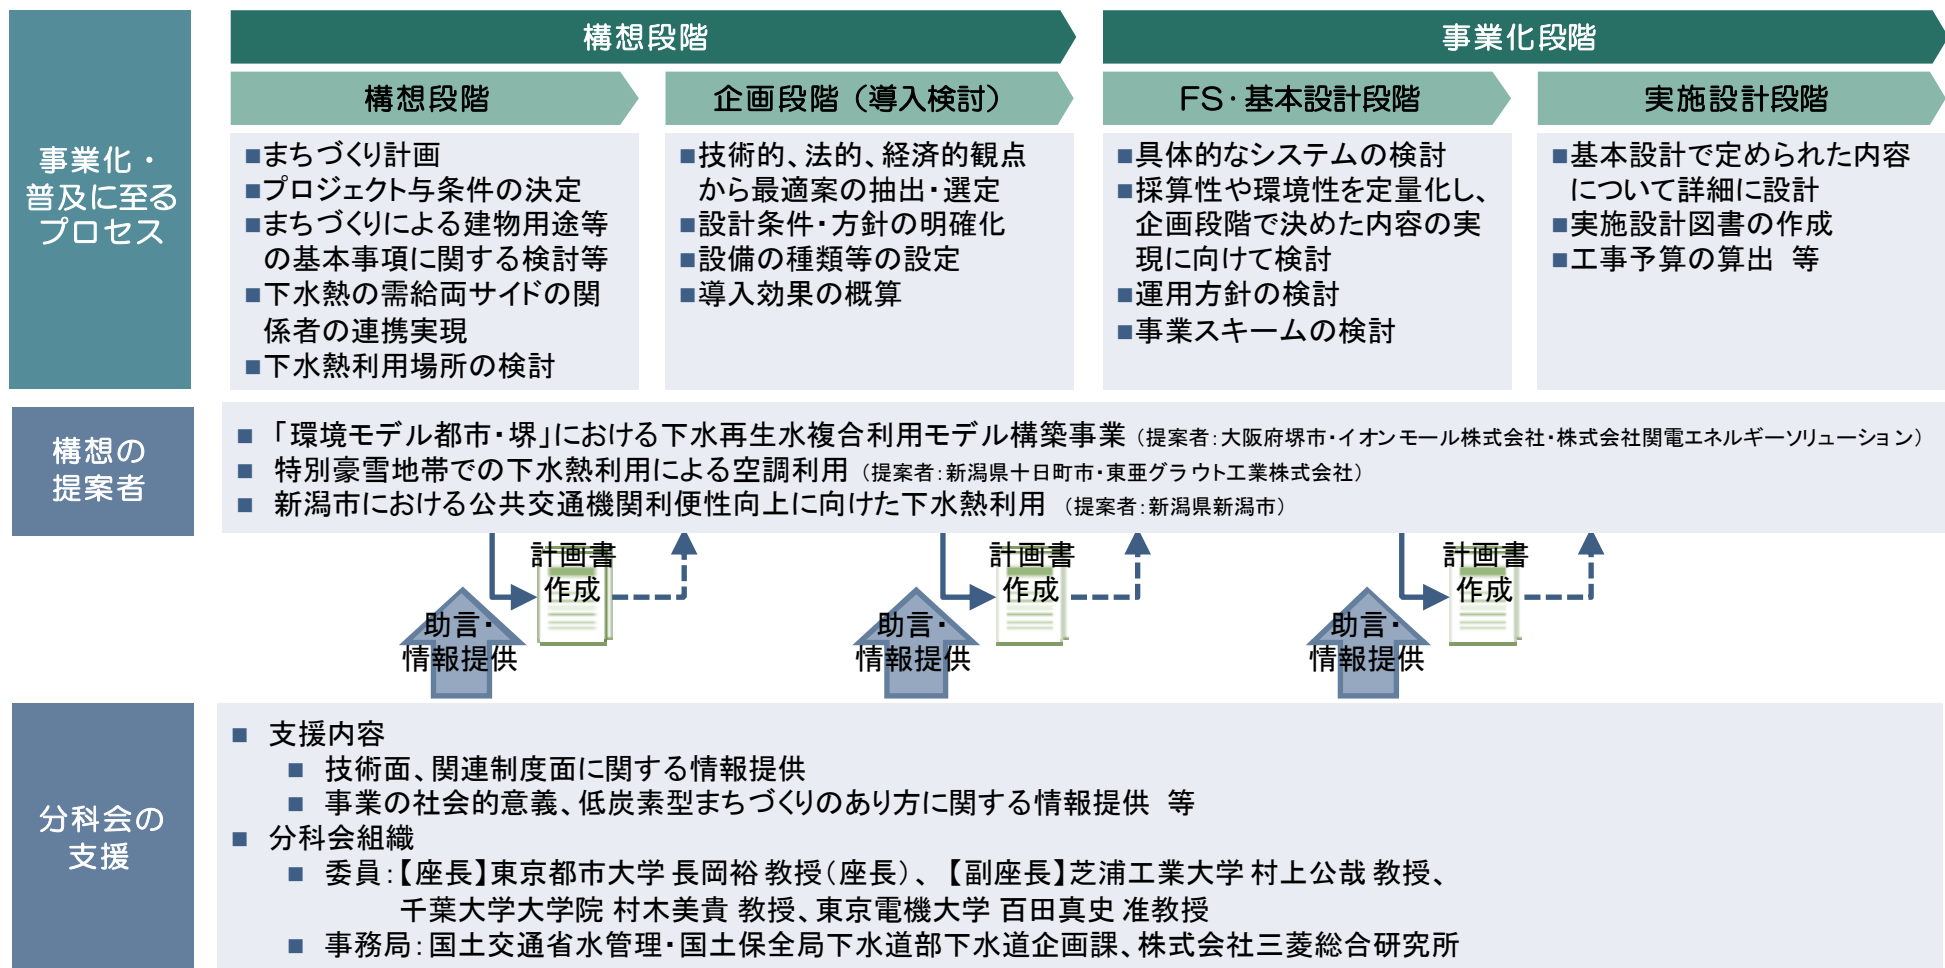 事業化・
普及に至る
プロセス
構想段階
事業化段階
構想段階
企画段階（導入検討）
FS・基本設計段階
実施設計段階
■まちづくり計画
■プロジェクト与条件の決定
■まちづくりによる建物用途等
の基本事項に関する検討等
■下水熱の需給両サイドの関
係者の連携実現
■下水熱利用場所の検討
■技術的、法的、経済的観点
から最適案の抽出・選定
■設計条件・方針の明確化
■設備の種類等の設定
■導入効果の概算
■具体的なシステムの検討
■採算性や環境性を定量化し、
企画段階で決めた内容の実
現に向けて検討
■運用方針の検討
■事業スキームの検討
■基本設計で定められた内容
について詳細に設計
■実施設計図書の作成
■工事予算の算出 等
構想の
提案者
■ 「環境モデル都市・堺」における下水再生水複合利用モデル構築事業（提案者：大阪府堺市・イオンモール株式会社・株式会社関電エネルギーソリューション）
■ 特別豪雪地帯での下水熱利用による空調利用（提案者：新潟県十日町市・東亜グラウト工業株式会社）
■ 新潟市における公共交通機関利便性向上に向けた下水熱利用（提案者：新潟県新潟市）
計画書
作成
助言・
情報提供
計画書
作成
助言・
情報提供
計画書
作成
助言・
情報提供
分科会の
支援
■ 支援内容
■ 技術面、関連制度面に関する情報提供
■ 事業の社会的意義、低炭素型まちづくりのあり方に関する情報提供 等
■ 分科会組織
■ 委員：【座長】東京都市大学 長岡裕 教授（座長）、【副座長】芝浦工業大学 村上公哉 教授、
千葉大学大学院 村木美貴 教授、東京電機大学 百田真史 准教授
■ 事務局：国土交通省水管理・国土保全局下水道部下水道企画課、株式会社三菱総合研究所